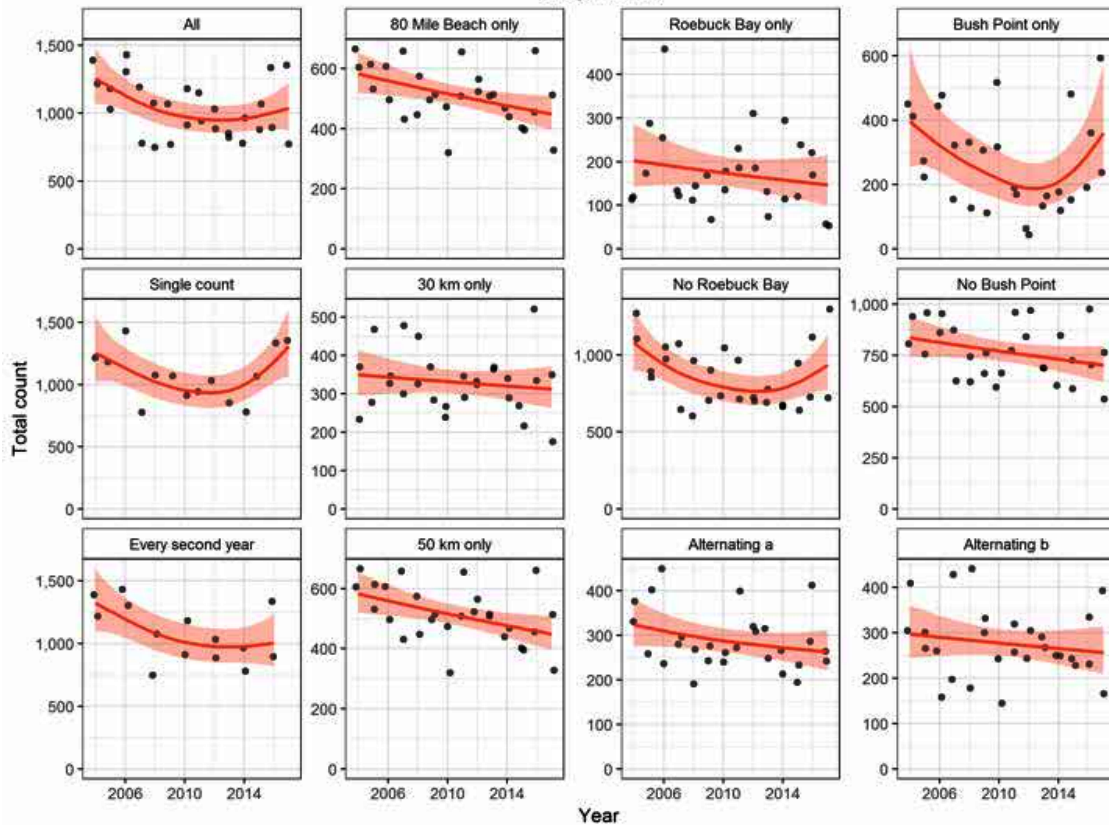 All
80 Mile Beach only
Roebuck Bay only
Bush Point only
1,500
1,000
500
0
600
400
200
0
400
300
200
100
0
600
400
200
0
Single count
30 km only
No Roebuck Bay
No Bush Point
1,500
1,000
500
0
500
400
300
200
100
0
1,000
500
0
1,000
750
500
250
0
Every second year
50 km only
Alternating a
Alternating b
1,500
1,000
500
0
600
400
200
0
400
300
200
100
0
400
300
200
100
0
2006 2010 2014
2006 2010 2014
2006 2010 2014
2006 2010 2014
Total count
Year